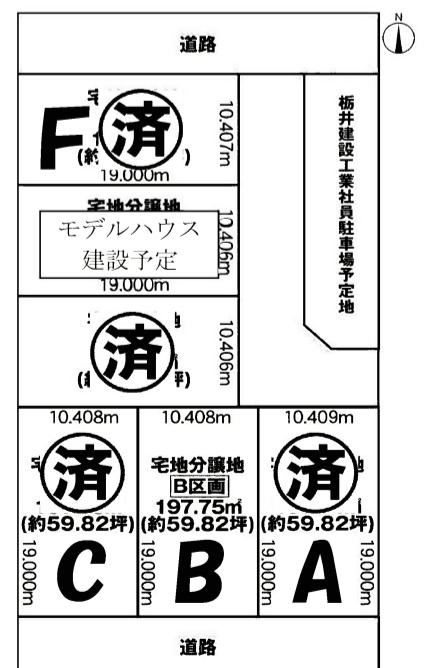 N
道路
済
F
(約
)
10.407m
19.000m
栃井建設工業社員駐車場予定地
宅地分譲地
モデルハウス
建設予定
10.406m
19.000m
済
10.406m
坪)
10.408m
10.408m
10.409m
済
(約59.82坪)
19.000m
C
宅地分譲地
B区画
197.75㎡
(約59.82坪)
19.000m
B
済
(約59.82坪)
19.000m
A
19.000m
道路